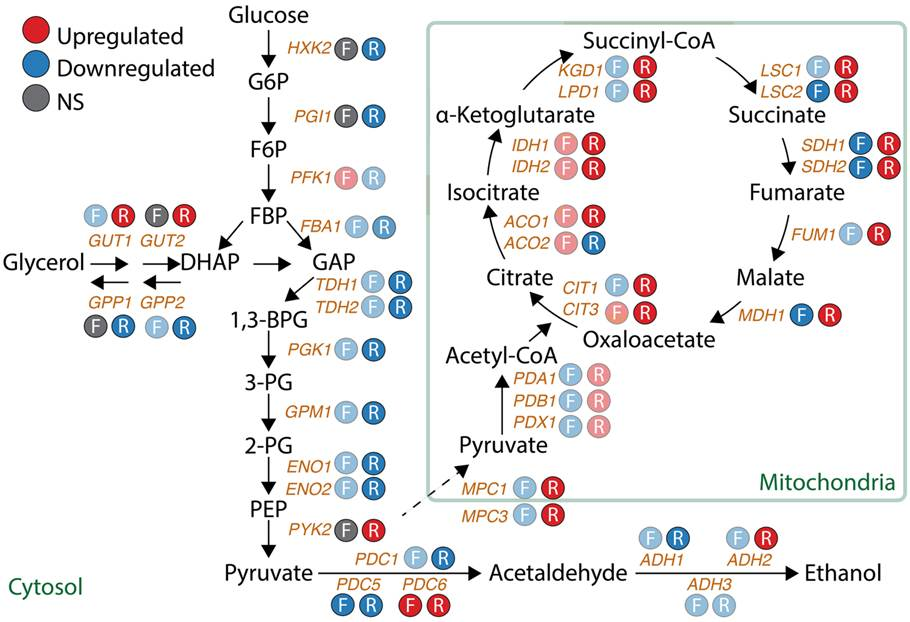 Upregulated
Downregulated
NS
Glucose
HXK2 F R
G6P
PGI1 F R
F6P
PFK1 F R
FBP
FBA1 F R
F R F R
GUT1 GUT2
Glycerol DHAP GAP
GPP1 GPP2
F R F R
TDH1 F R
TDH2 F R
1,3-BPG
PGK1 F R
3-PG
GPM1 F R
2-PG
ENO1 F R
ENO2 F R
PEP
PYK2 F R
Pyruvate
PDC1 F R
PDC5 PDC6
F R F R
Acetaldehyde
F R F R
ADH1 ADH2
ADH3
F R
Ethanol
Cytosol
Succinyl-CoA
KGD1 F R
LPD1 F R
LSC1 F R
LSC2 F R
α-Ketoglutarate
Succinate
IDH1 F R
IDH2 F R
SDH1 F R
SDH2 F R
Isocitrate
Fumarate
ACO1 F R
ACO2 F R
FUM1 F R
Citrate
Malate
CIT1 F R
CIT3 F R
MDH1 F R
Oxaloacetate
Acetyl-CoA
PDA1 F R
PDB1 F R
PDX1 F R
Pyruvate
MPC1 F R
MPC3 F R
Mitochondria